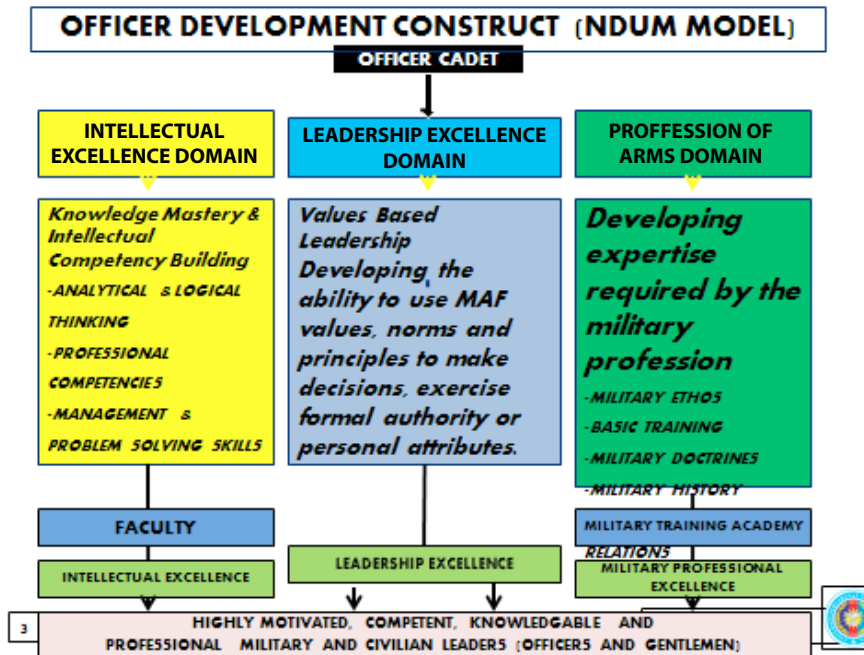 OFFICER DEVELOPMENT CONSTRUCT (NDUM MODEL)
OFFICER CADET
INTELLECTUAL
EXCELLENCE DOMAIN
Knowledge Mastery &
Intellectual
Competency Building
-ANALYTICAL & LOGICAL
THINKING
-PROFESSIONAL
COMPETENCIES
-MANAGEMENT &
PROBLEM SOLVING SKILLS
FACULTY
INTELLECTUAL EXCELLENCE
LEADERSHIP EXCELLENCE
DOMAIN
Values Based
Leadership
Developing the
ability to use MAF
values, norms and
principles to make
decisions, exercise
formal authority or
personal attributes.
LEADERSHIP EXCELLENCE
PROFFESSION OF
ARMS DOMAIN
Developing
expertise
required by the
military
profession
-MILITARY ETHOS
-BASIC TRAINING
-MILITARY DOCTRINES
-MILITARY HISTORY
MILITARY TRAINING ACADEMY
RELATIONS
MILITARY PROFESSIONAL
EXCELLENCE
HIGHLY MOTIVATED, COMPETENT, KNOWLEDGABLE AND
PROFESSIONAL MILITARY AND CIVILIAN LEADERS (OFFICERS AND GENTLEMEN)
3